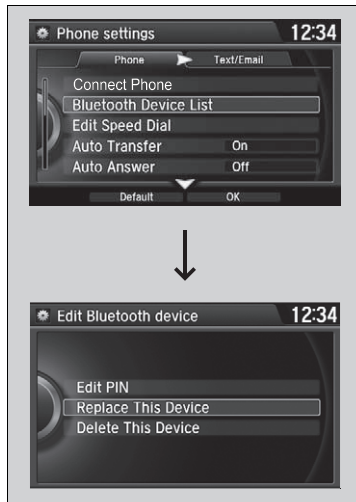 Phone settings 12:34
Phone Text/Email
Connect Phone
Bluetooth Device List
Edit Speed Dial
Auto Transfer On
Auto Answer Off
Default OK
Edit Bluetooth device 12:34
Edit PIN
Replace This Device
Delete This Device